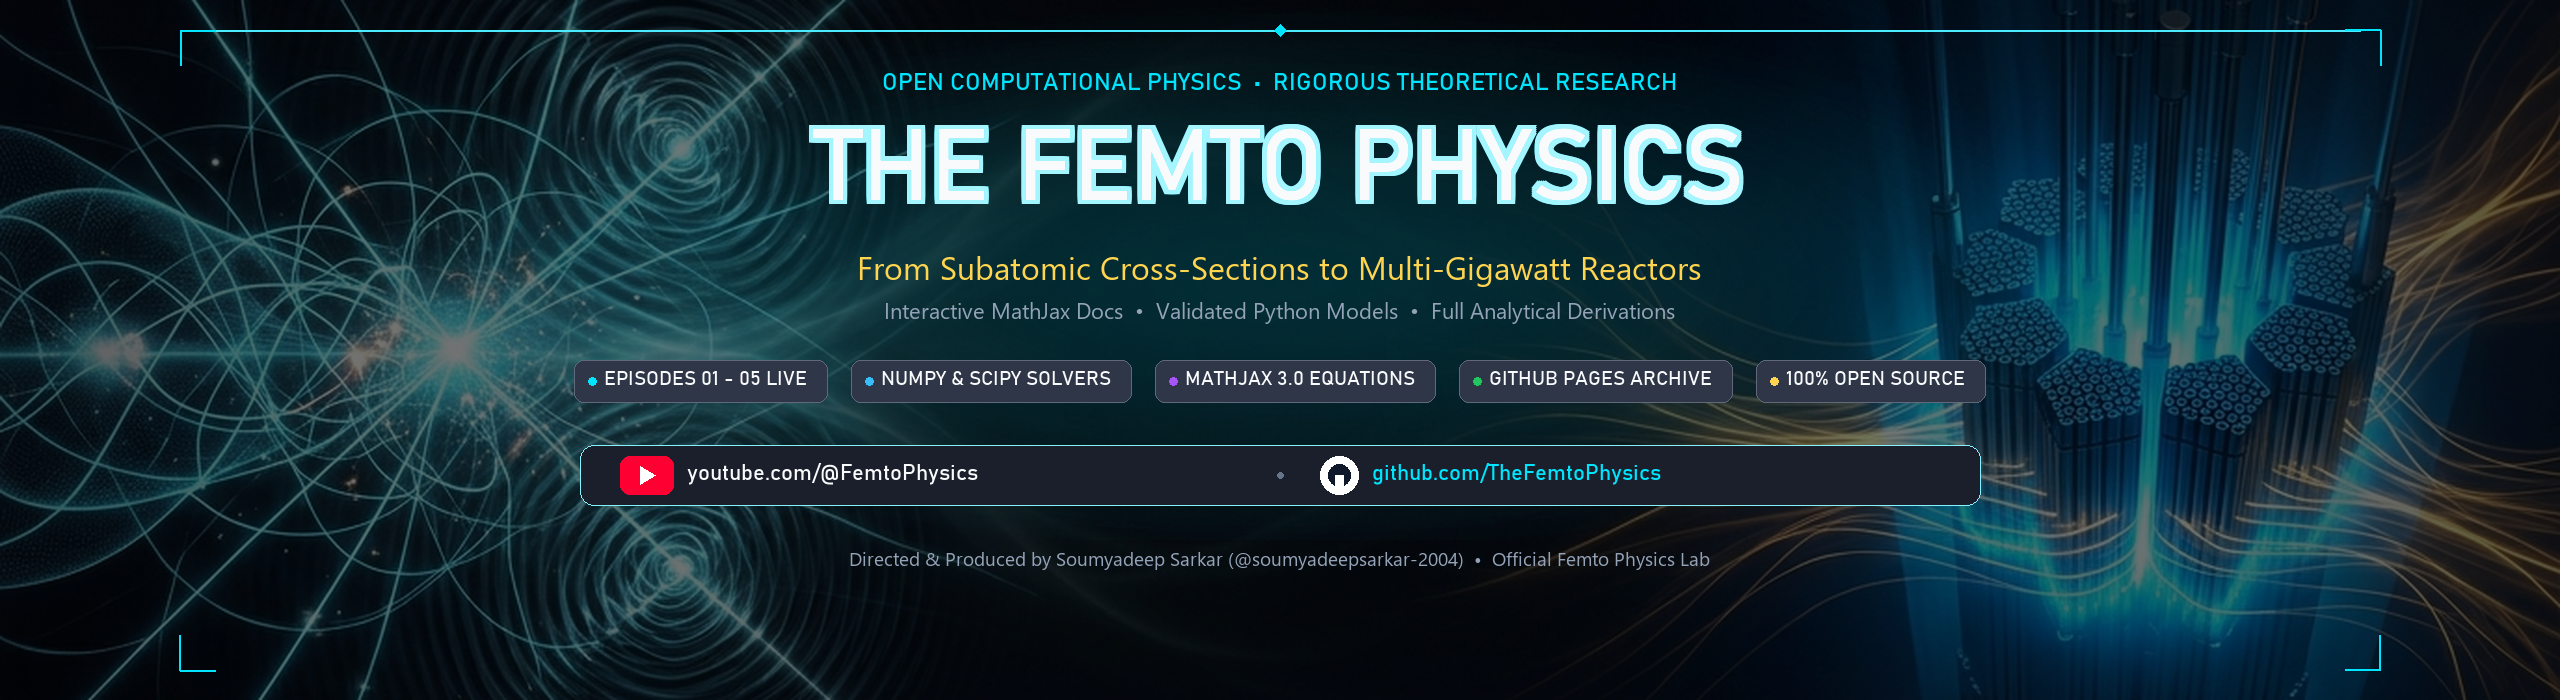 OPEN COMPUTATIONAL PHYSICS • RIGOROUS THEORETICAL RESEARCH
THE FEMTO PHYSICS
From Subatomic Cross-Sections to Multi-Gigawatt Reactors
Interactive MathJax Docs • Validated Python Models • Full Analytical Derivations
EPISODES 01 - 05 LIVE
NUMPY & SCIPY SOLVERS
MATHJAX 3.0 EQUATIONS
GITHUB PAGES ARCHIVE
100% OPEN SOURCE
youtube.com/@FemtoPhysics • github.com/TheFemtoPhysics
Directed & Produced by Soumyadeep Sarkar (@soumyadeepsarkar-2004) • Official Femto Physics Lab